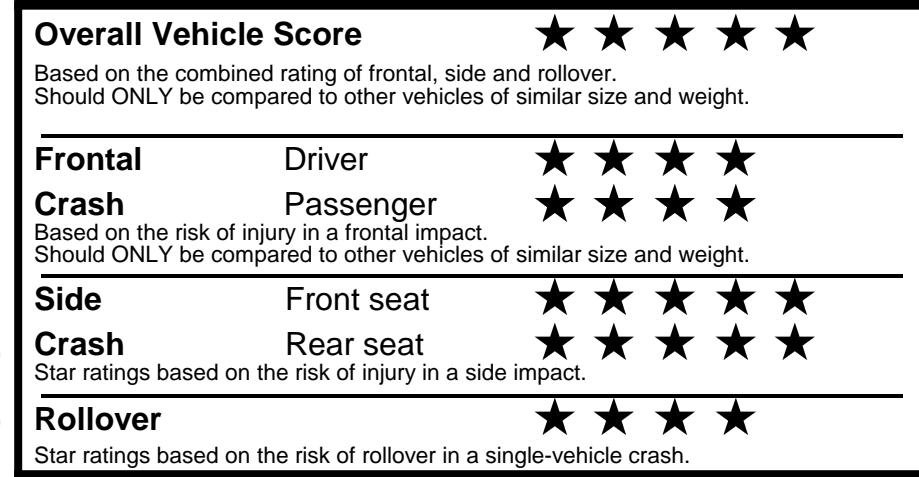 Overall Vehicle Score ★ ★ ★ ★ ★
Based on the combined rating of frontal, side and rollover.
Should ONLY be compared to other vehicles of similar size and weight.
Frontal Driver ★ ★ ★ ★
Crash Passenger ★ ★ ★ ★
Based on the risk of injury in a frontal impact.
Should ONLY be compared to other vehicles of similar size and weight.
Side Front seat ★ ★ ★ ★ ★
Crash Rear seat ★ ★ ★ ★ ★
Star ratings based on the risk of injury in a side impact.
Rollover ★ ★ ★ ★
Star ratings based on the risk of rollover in a single-vehicle crash.